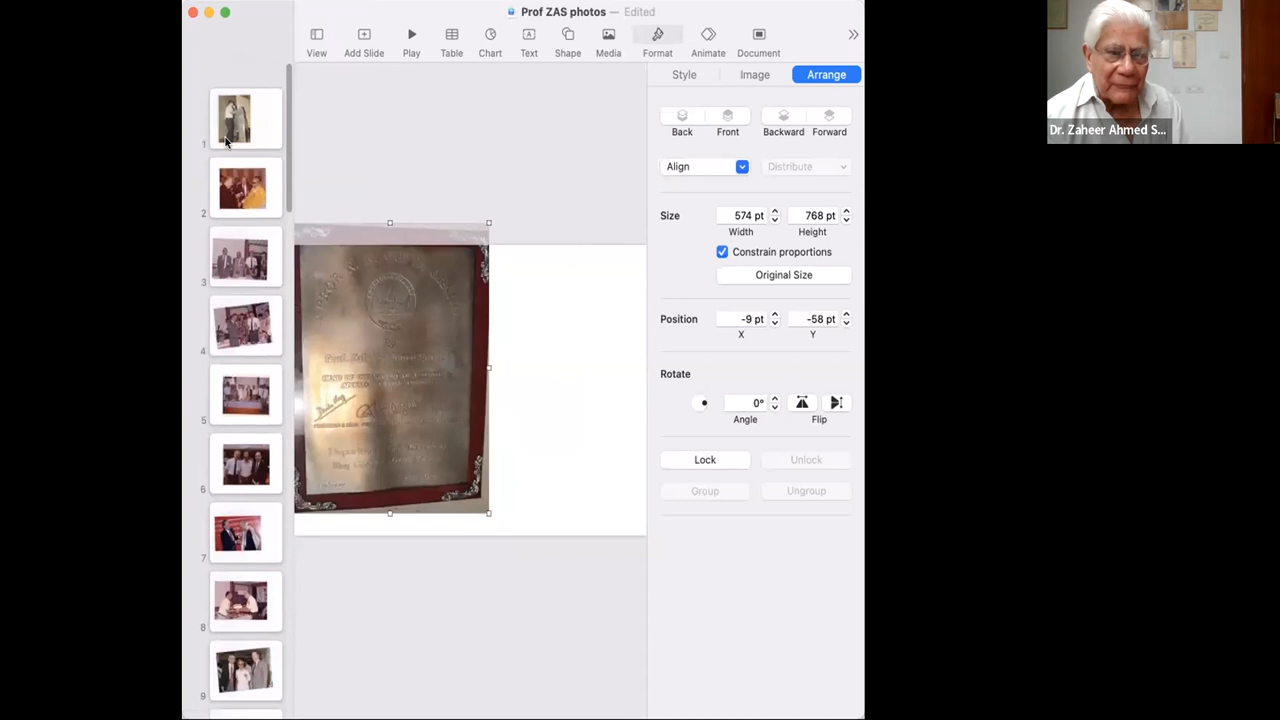 Prof ZAS photos — Edited
View
Add Slide
Play
Table
Chart
Text
Shape
Media
Format
Animate
Document
Style
Image
Arrange
Back
Front
Backward
Forward
Align
Distribute
Size
574 pt
768 pt
Width
Height
Constrain proportions
Original Size
Position
-9 pt
-58 pt
X
Y
Rotate
0°
Angle
Flip
Lock
Unlock
Group
Ungroup
1
2
3
4
5
6
7
8
9
Dr. Zaheer Ahmed S...